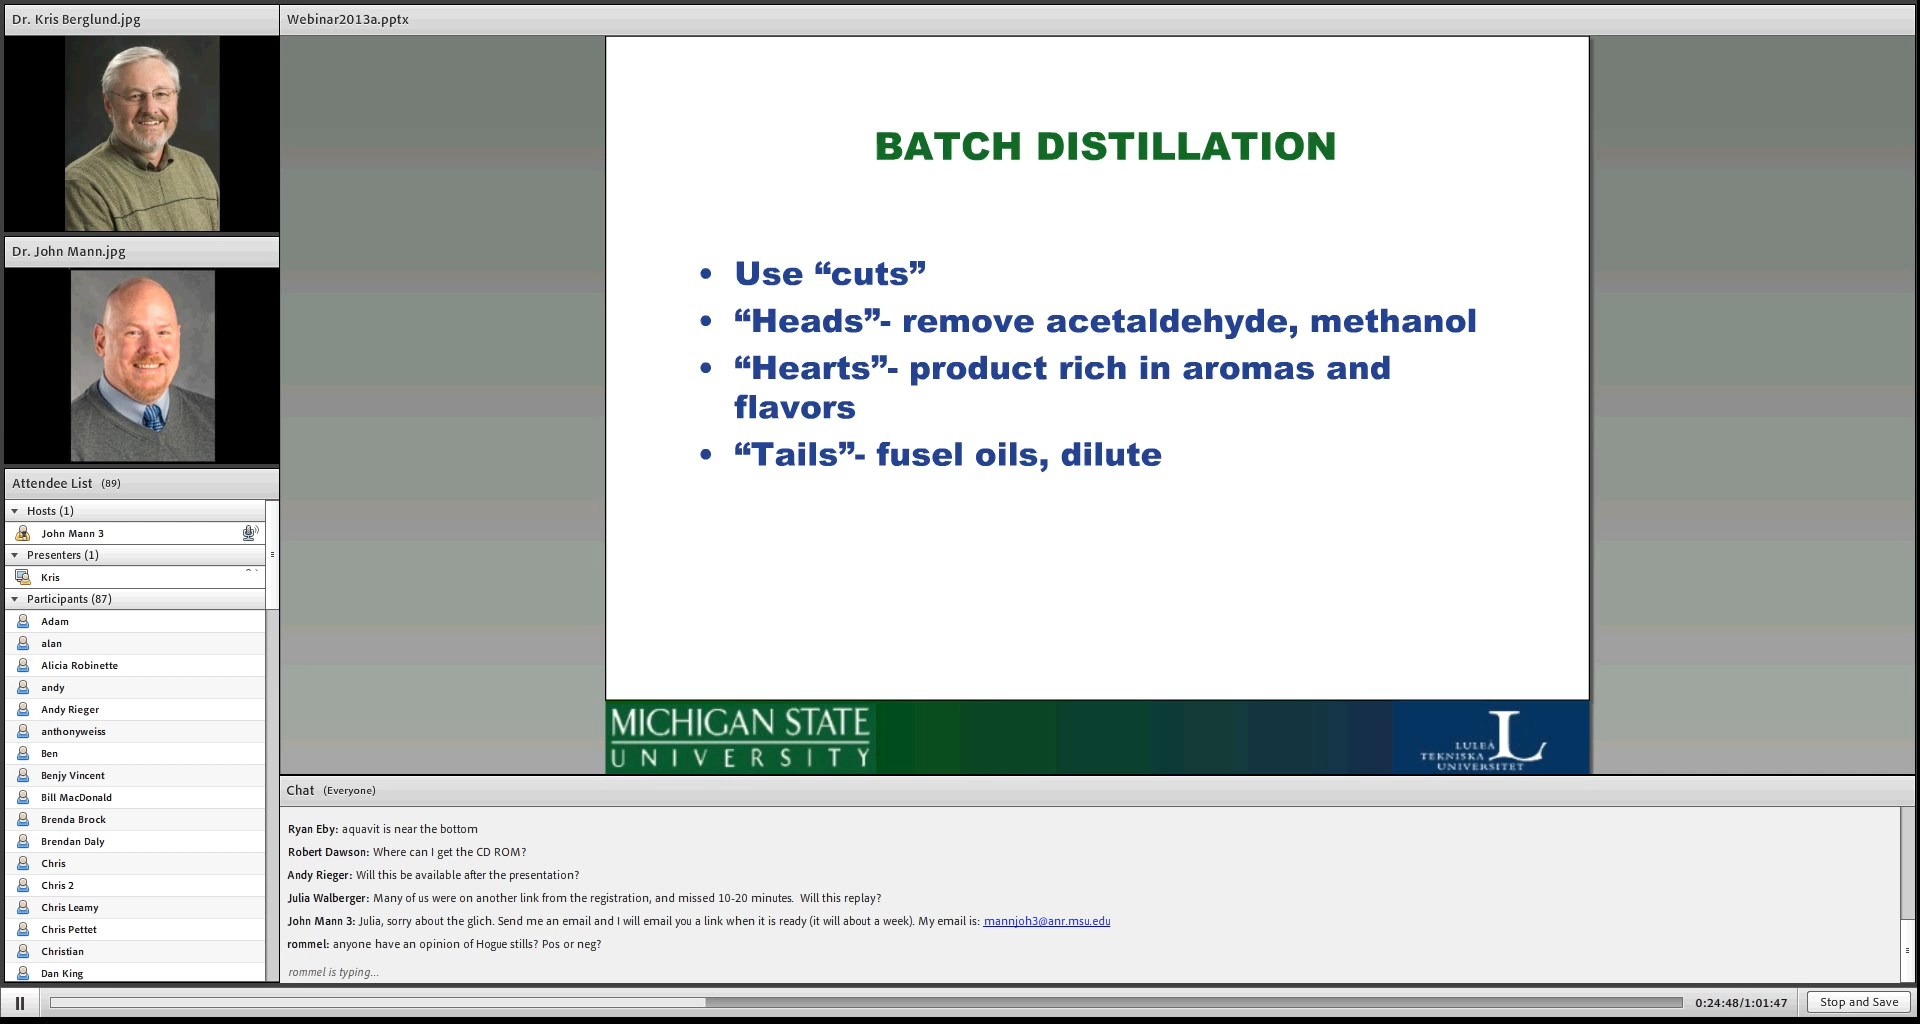 Dr. Kris Berglund.jpg
Webinar2013a.pptx
BATCH DISTILLATION
• Use “cuts”
• “Heads”- remove acetaldehyde, methanol
• “Hearts”- product rich in aromas and
flavors
• “Tails”- fusel oils, dilute
MICHIGAN STATE
UNIVERSITY
L
LULEÅ
TEKNISKA
UNIVERSITET
Dr. John Mann.jpg
Attendee List (89)
Hosts (1)
John Mann 3
Presenters (1)
Kris
Participants (87)
Adam
alan
Alicia Robinette
andy
Andy Rieger
anthonyweiss
Ben
Benjy Vincent
Bill MacDonald
Brenda Brock
Brendan Daly
Chris
Chris 2
Chris Leamy
Chris Pettet
Christian
Dan King
Chat (Everyone)
Ryan Eby: aquavit is near the bottom
Robert Dawson: Where can I get the CD ROM?
Andy Rieger: Will this be available after the presentation?
Julia Walberger: Many of us were on another link from the registration, and missed 10-20 minutes. Will this replay?
John Mann 3: Julia, sorry about the glich. Send me an email and I will email you a link when it is ready (it will about a week). My email is: mannjoh3@anr.msu.edu
rommel: anyone have an opinion of Hogue stills? Pos or neg?
rommel is typing...
0:24:48/1:01:47
Stop and Save